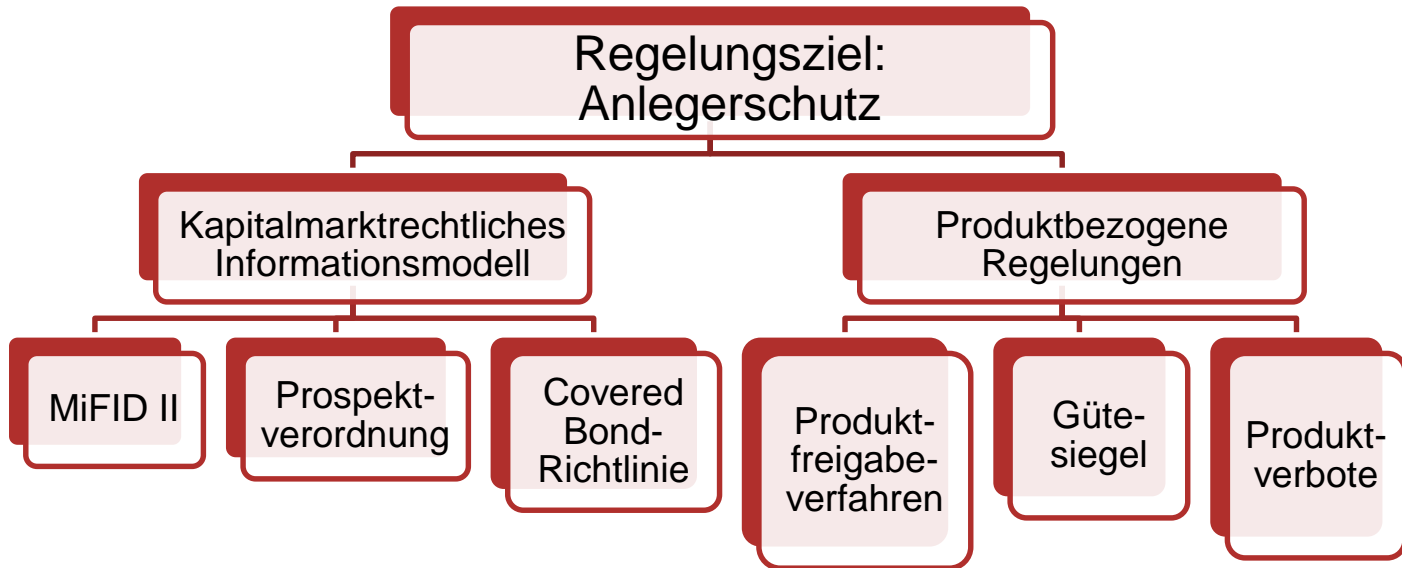 Regelungsziel:
Anlegerschutz
Kapitalmarktrechtliches
Informationsmodell
Produktbezogene
Regelungen
MiFID II
Prospekt-
verordnung
Covered
Bond-
Richtlinie
Produkt-
freigabe-
verfahren
Güte-
siegel
Produkt-
verbote